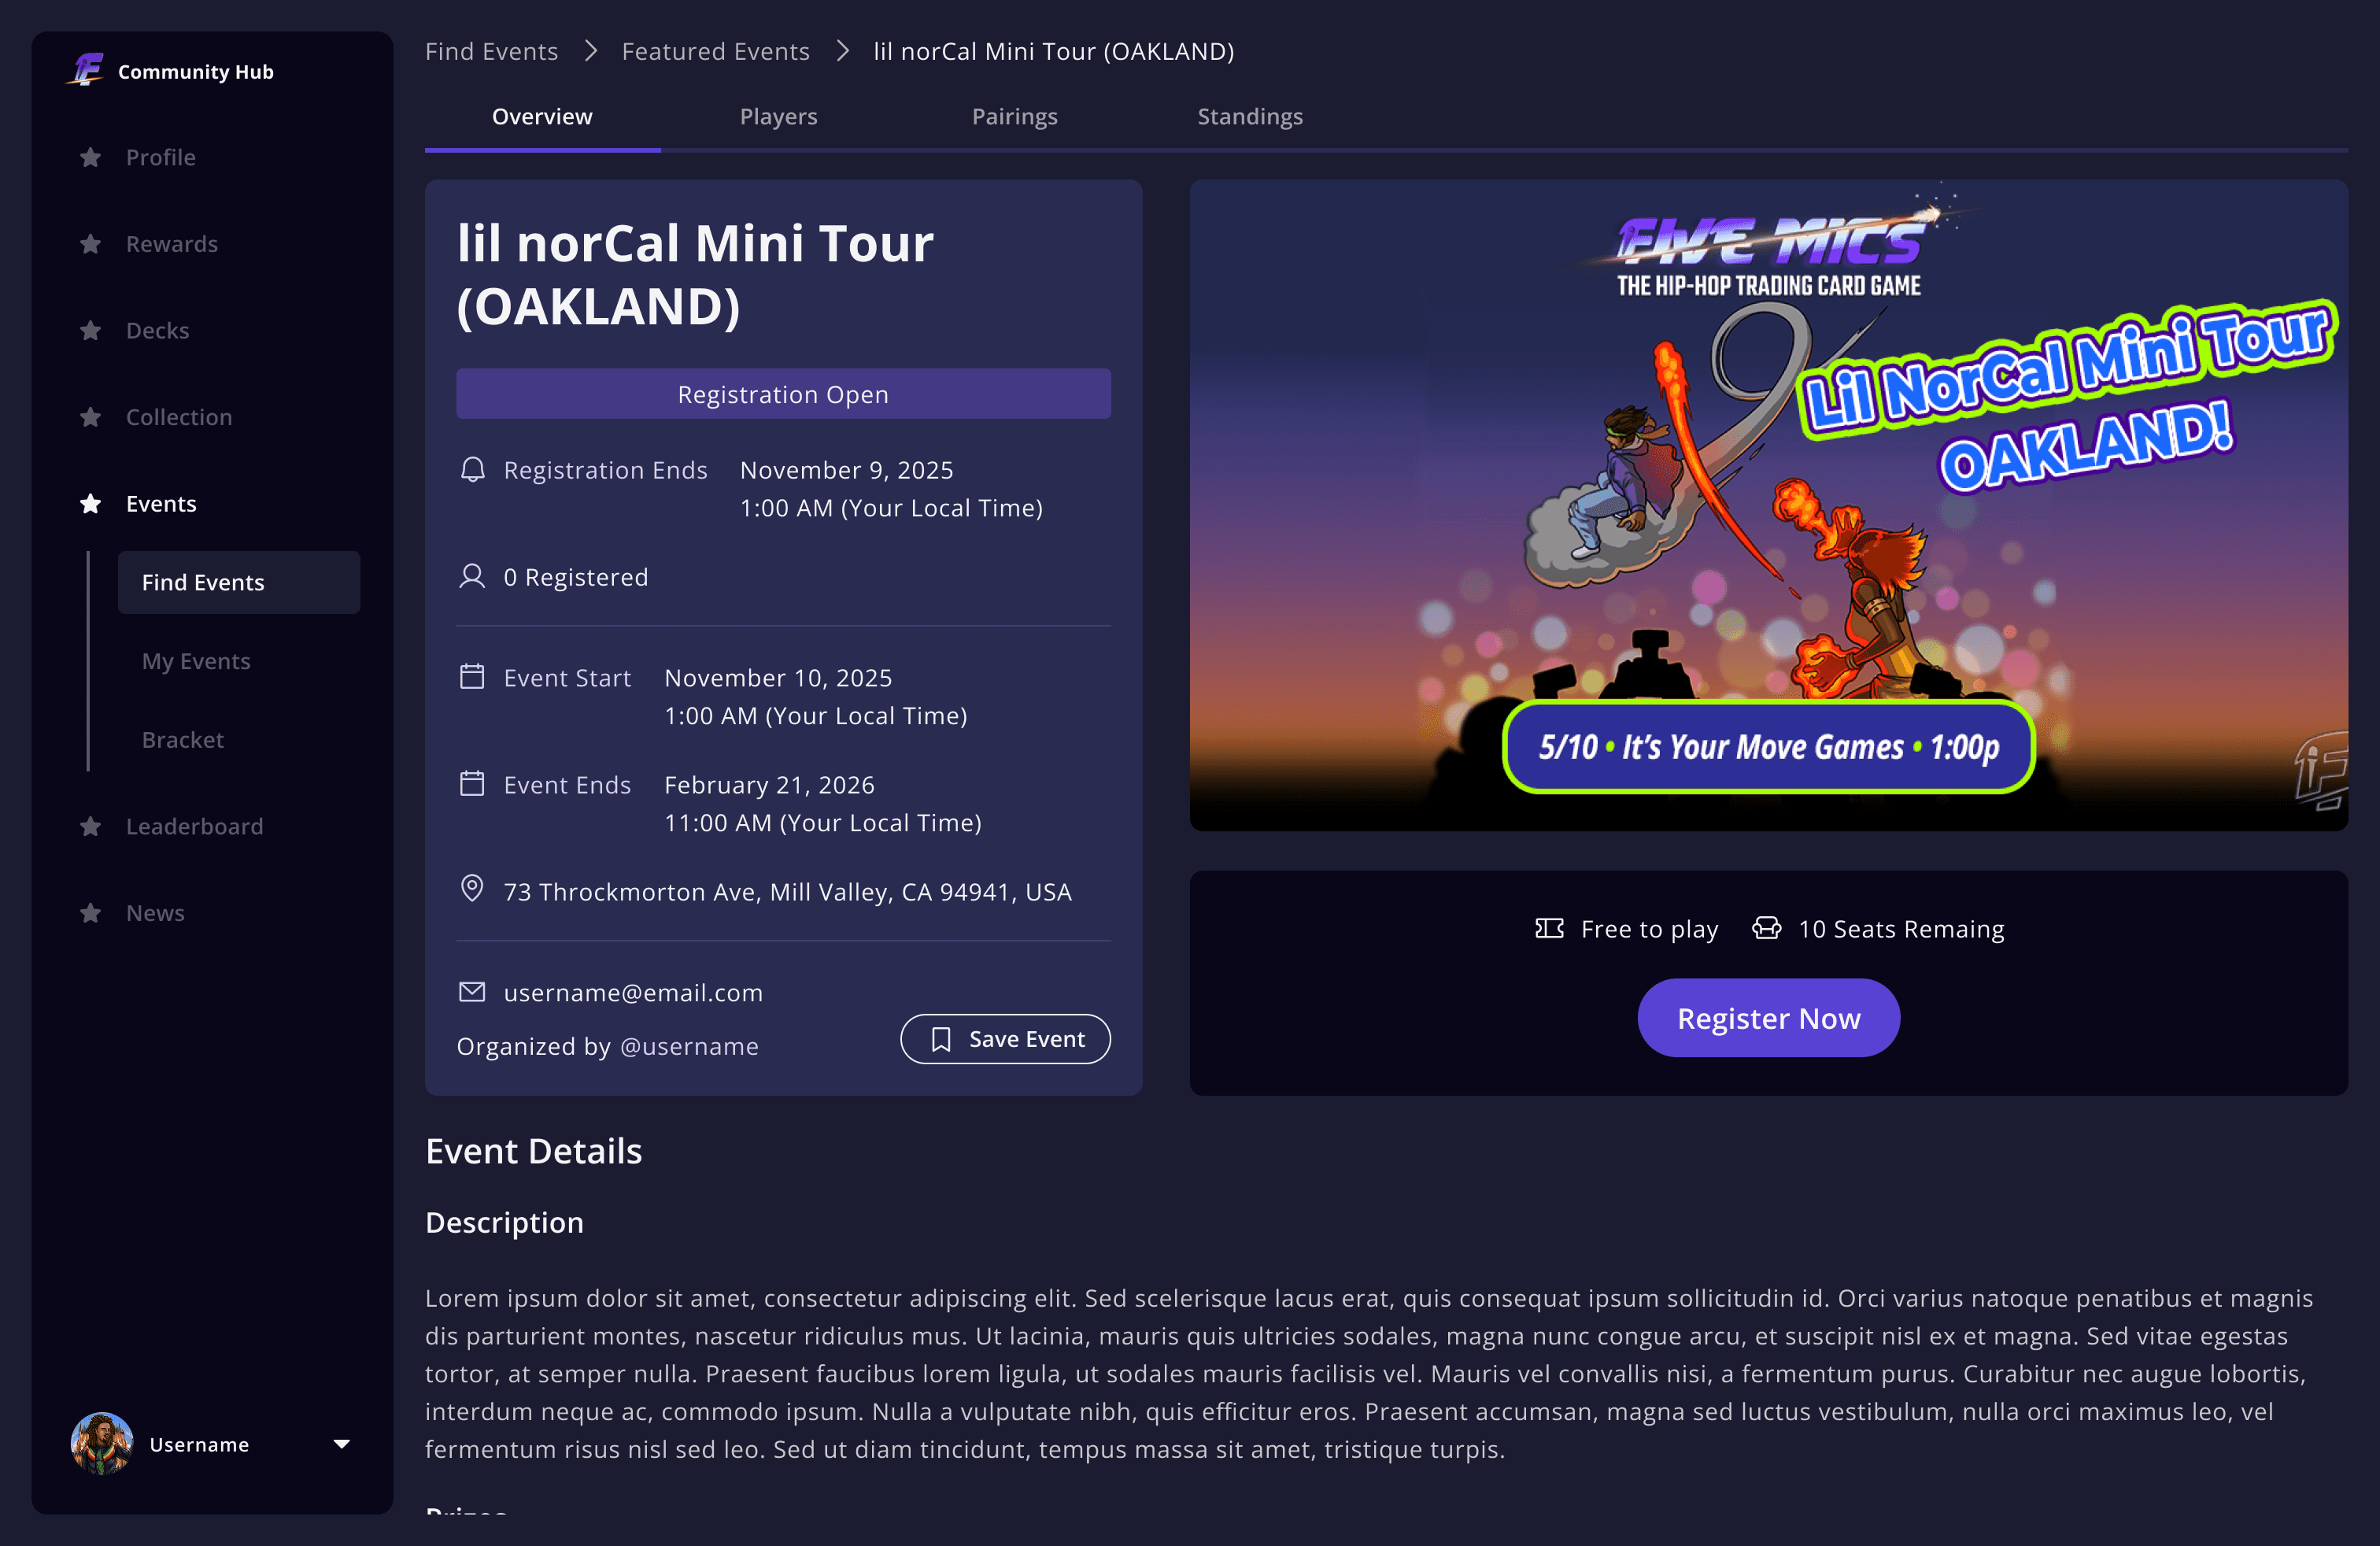 Community Hub
Profile
Rewards
Decks
Collection
Events
Find Events
My Events
Bracket
Leaderboard
News
Username
Find Events > Featured Events > lil norCal Mini Tour (OAKLAND)
Overview Players Pairings Standings
lil norCal Mini Tour
(OAKLAND)
Registration Open
Registration Ends November 9, 2025
1:00 AM (Your Local Time)
0 Registered
Event Start November 10, 2025
1:00 AM (Your Local Time)
Event Ends February 21, 2026
11:00 AM (Your Local Time)
73 Throckmorton Ave, Mill Valley, CA 94941, USA
username@email.com
Organized by @username
Save Event
FIVE MICS
THE HIP-HOP TRADING CARD GAME
Lil NorCal Mini Tour
OAKLAND!
5/10 • It's Your Move Games • 1:00p
Free to play 10 Seats Remaing
Register Now
Event Details
Description
Lorem ipsum dolor sit amet, consectetur adipiscing elit. Sed scelerisque lacus erat, quis consequat ipsum sollicitudin id. Orci varius natoque penatibus et magnis
dis parturient montes, nascetur ridiculus mus. Ut lacinia, mauris quis ultricies sodales, magna nunc congue arcu, et suscipit nisl ex et magna. Sed vitae egestas
tortor, at semper nulla. Praesent faucibus lorem ligula, ut sodales mauris facilisis vel. Mauris vel convallis nisi, a fermentum purus. Curabitur nec augue lobortis,
interdum neque ac, commodo ipsum. Nulla a vulputate nibh, quis efficitur eros. Praesent accumsan, magna sed luctus vestibulum, nulla orci maximus leo, vel
fermentum risus nisl sed leo. Sed ut diam tincidunt, tempus massa sit amet, tristique turpis.
Prizes